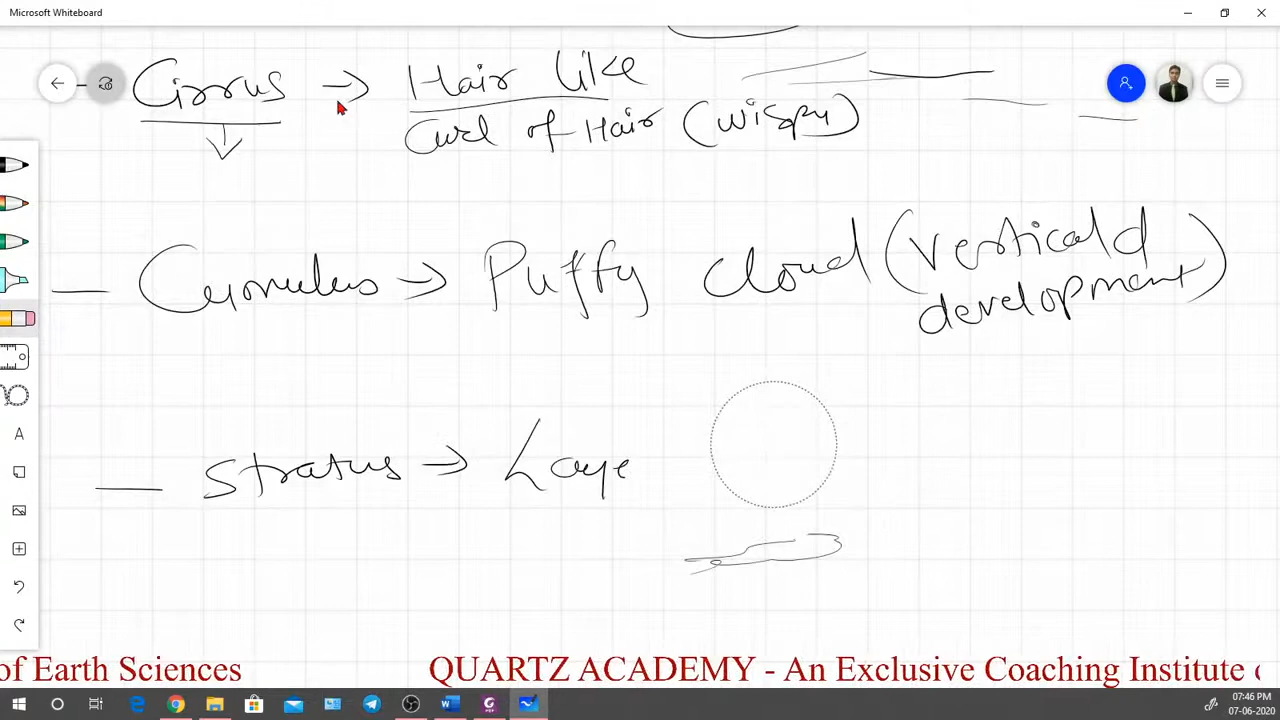 Microsoft Whiteboard
Cirrus → Hair like
Curl of Hair (wispy)
— Cumulus → Puffy cloud (vertical d
development)
— Stratus → Laye
A
of Earth Sciences QUARTZ ACADEMY - An Exclusive Coaching Institute
07:46 PM
07-06-2020